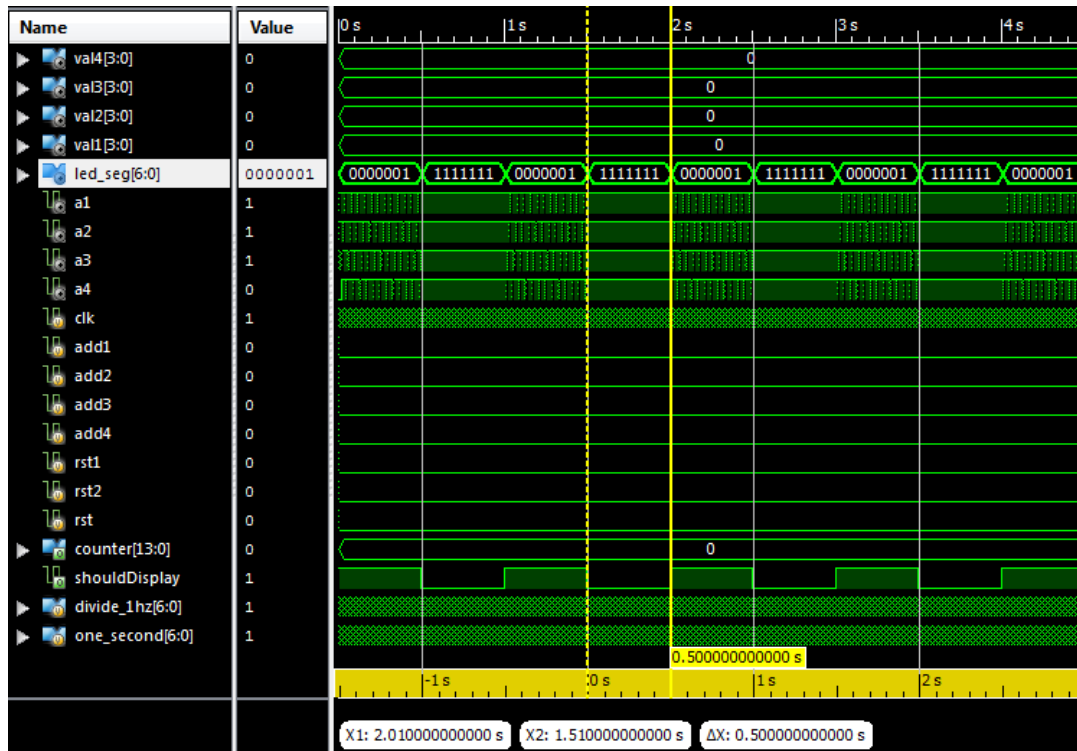 Name Value 0 s 1 s 2 s 3 s 4 s
val4[3:0] 0 0
val3[3:0] 0 0
val2[3:0] 0 0
val1[3:0] 0 0
led_seg[6:0] 0000001 0000001 1111111 0000001 1111111 0000001 1111111 0000001 1111111 0000001
a1 1
a2 1
a3 1
a4 0
clk 1
add1 0
add2 0
add3 0
add4 0
rst1 0
rst2 0
rst 0
counter[13:0] 0 0
shouldDisplay 1
divide_1hz[6:0] 1
one_second[6:0] 1
0.500000000000 s
-1 s 0 s 1 s 2 s
X1: 2.010000000000 s X2: 1.510000000000 s ΔX: 0.500000000000 s